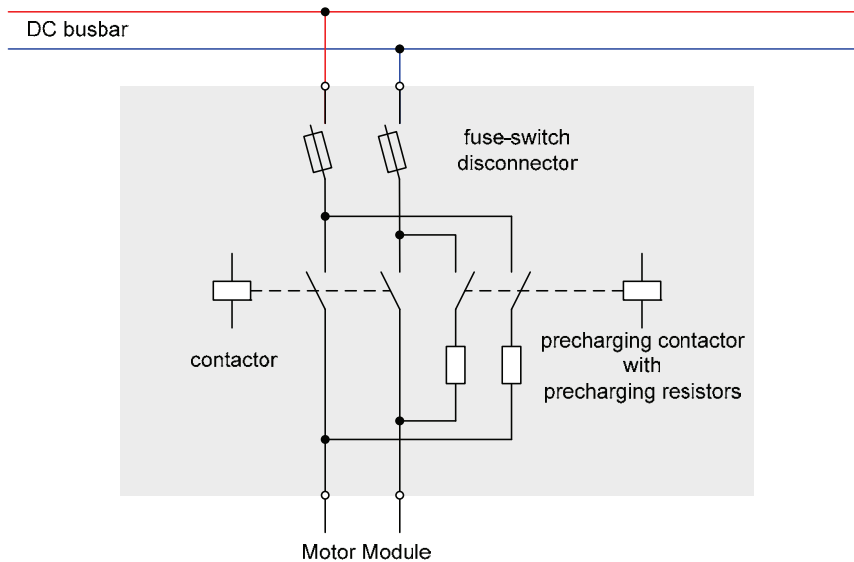 DC busbar
fuse-switch
disconnector
contactor
precharging contactor
with
precharging resistors
Motor Module